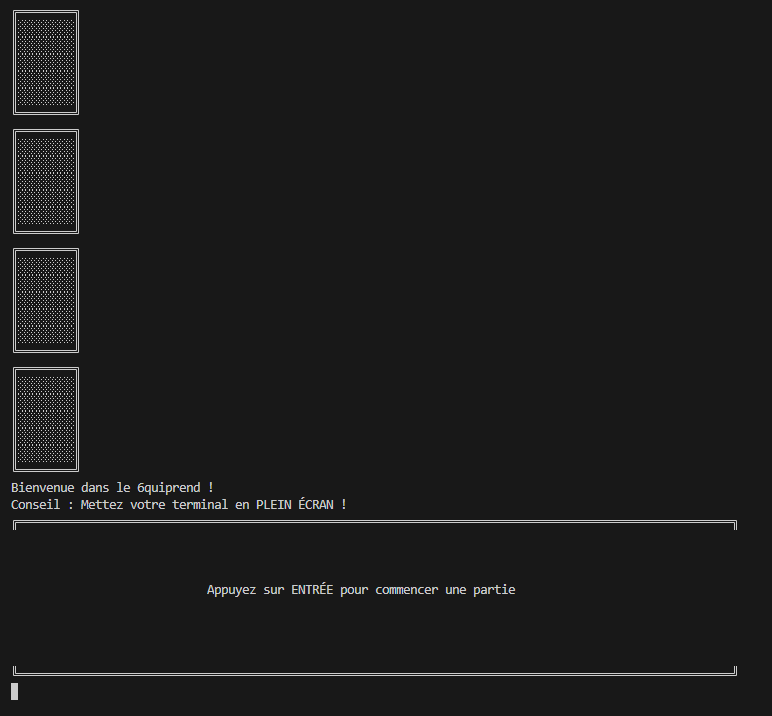 Bienvenue dans le 6quiprend !
Conseil : Mettez votre terminal en PLEIN ÉCRAN !
Appuyez sur ENTRÉE pour commencer une partie